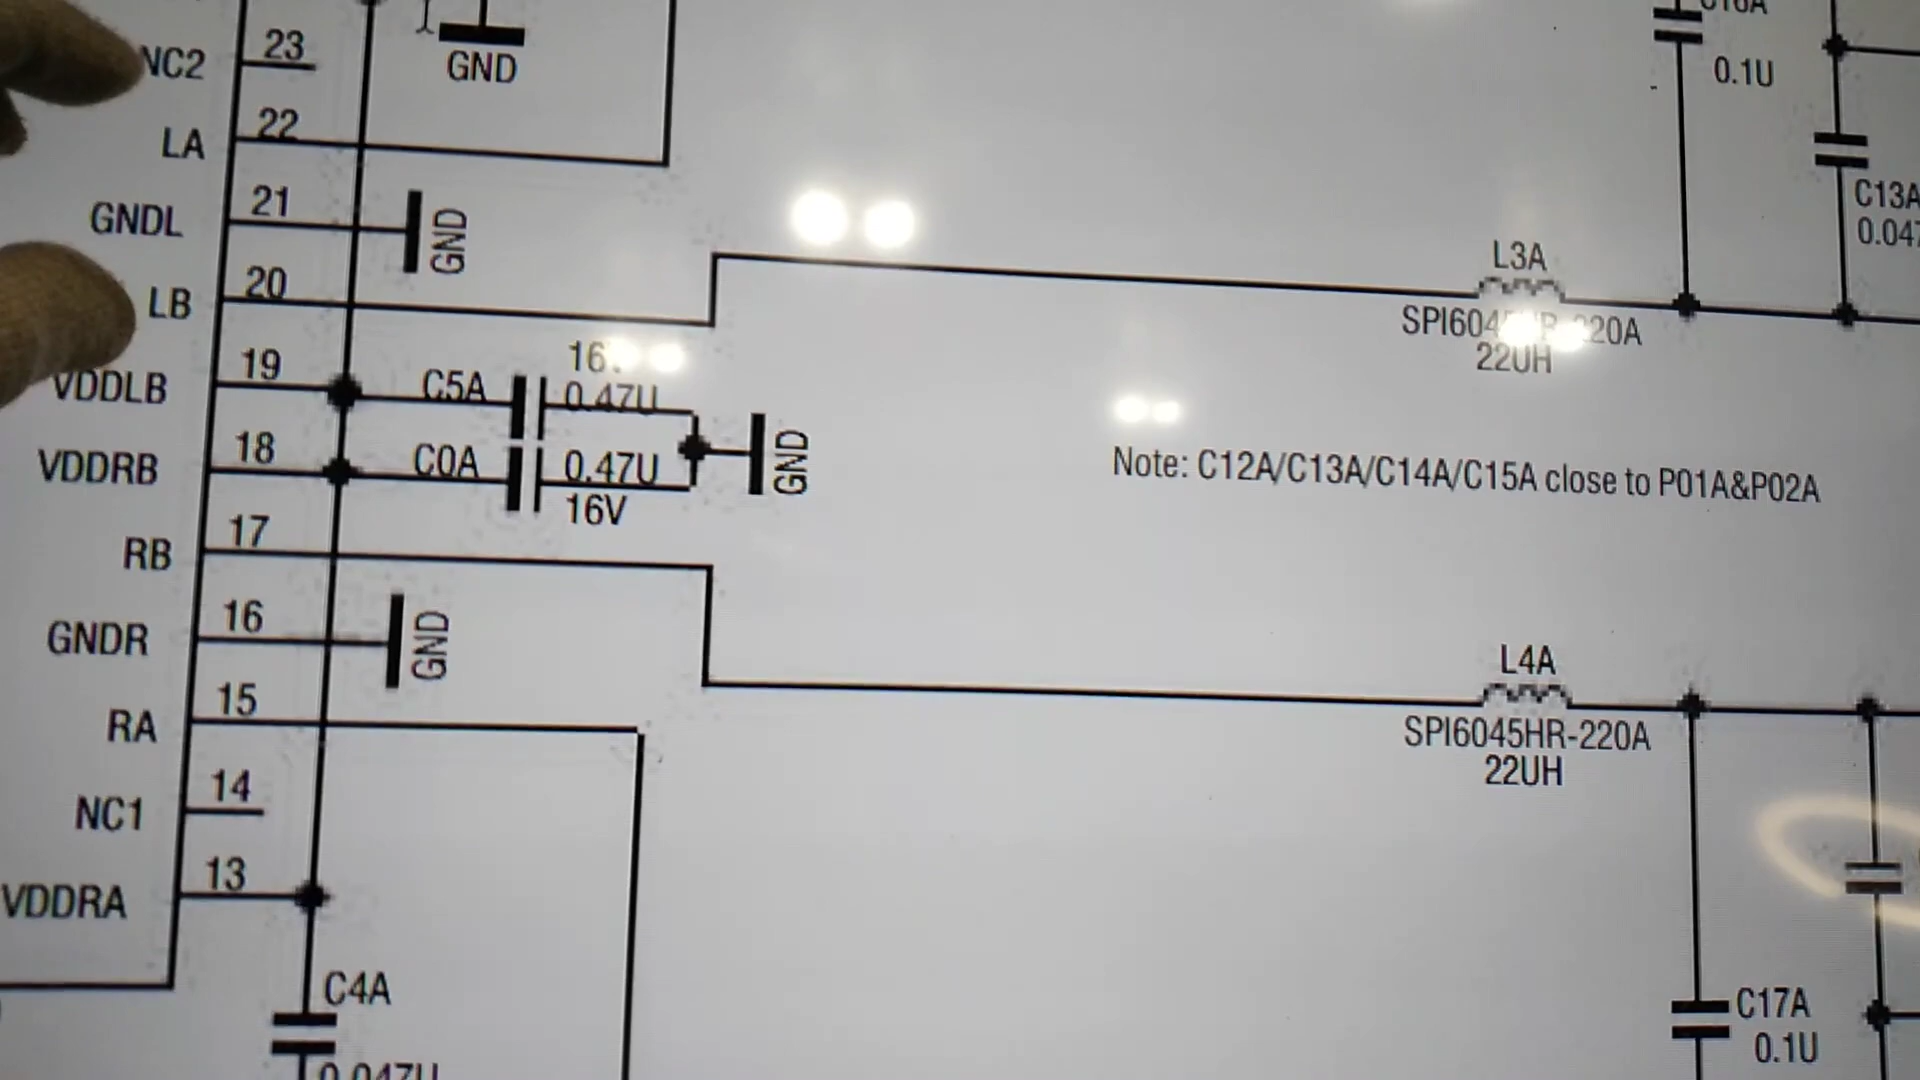 0.1U
NC2
23
GND
LA
22
C13A
GNDL
21
GND
L3A
LB
20
22UH
VDDLB
19
C5A
0.47U
VDDRB
18
C0A
0.47U
16V
GND
Note: C12A/C13A/C14A/C15A close to P01A&P02A
RB
17
GNDR
16
GND
L4A
SPI6045HR-220A
22UH
RA
15
NC1
14
VDDRA
13
C4A
0.047U
C17A
0.1U